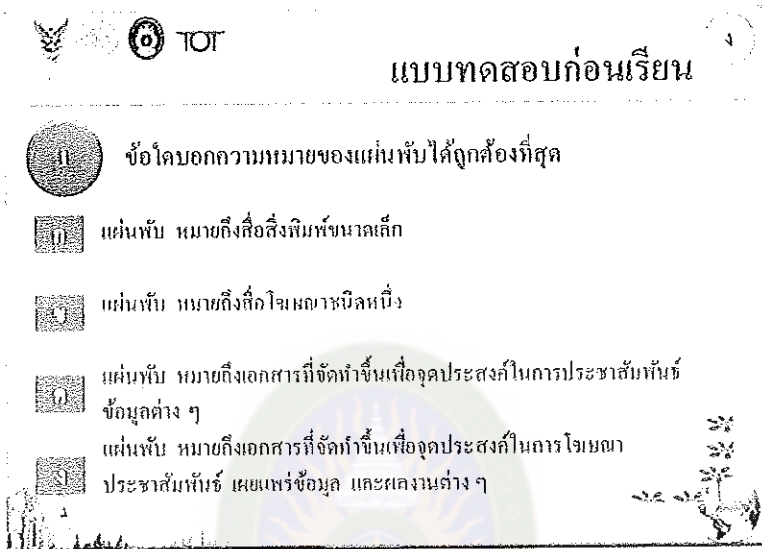 TOT
ง
แบบทดสอบก่อนเรียน
ข้อใดบอกความหมายของแผ่นพับได้ถูกต้องที่สุด
ก แผ่นพับ หมายถึงสื่อสิ่งพิมพ์ขนาดเล็ก
ข แผ่นพับ หมายถึงสื่อโฆษณาชนิดหนึ่ง
ค แผ่นพับ หมายถึงเอกสารที่จัดทำขึ้นเพื่อจุดประสงค์ในการประชาสัมพันธ์
ข้อมูลต่าง ๆ
ง แผ่นพับ หมายถึงเอกสารที่จัดทำขึ้นเพื่อจุดประสงค์ในการโฆษณา
ประชาสัมพันธ์ เผยแพร่ข้อมูล และผลงานต่าง ๆ